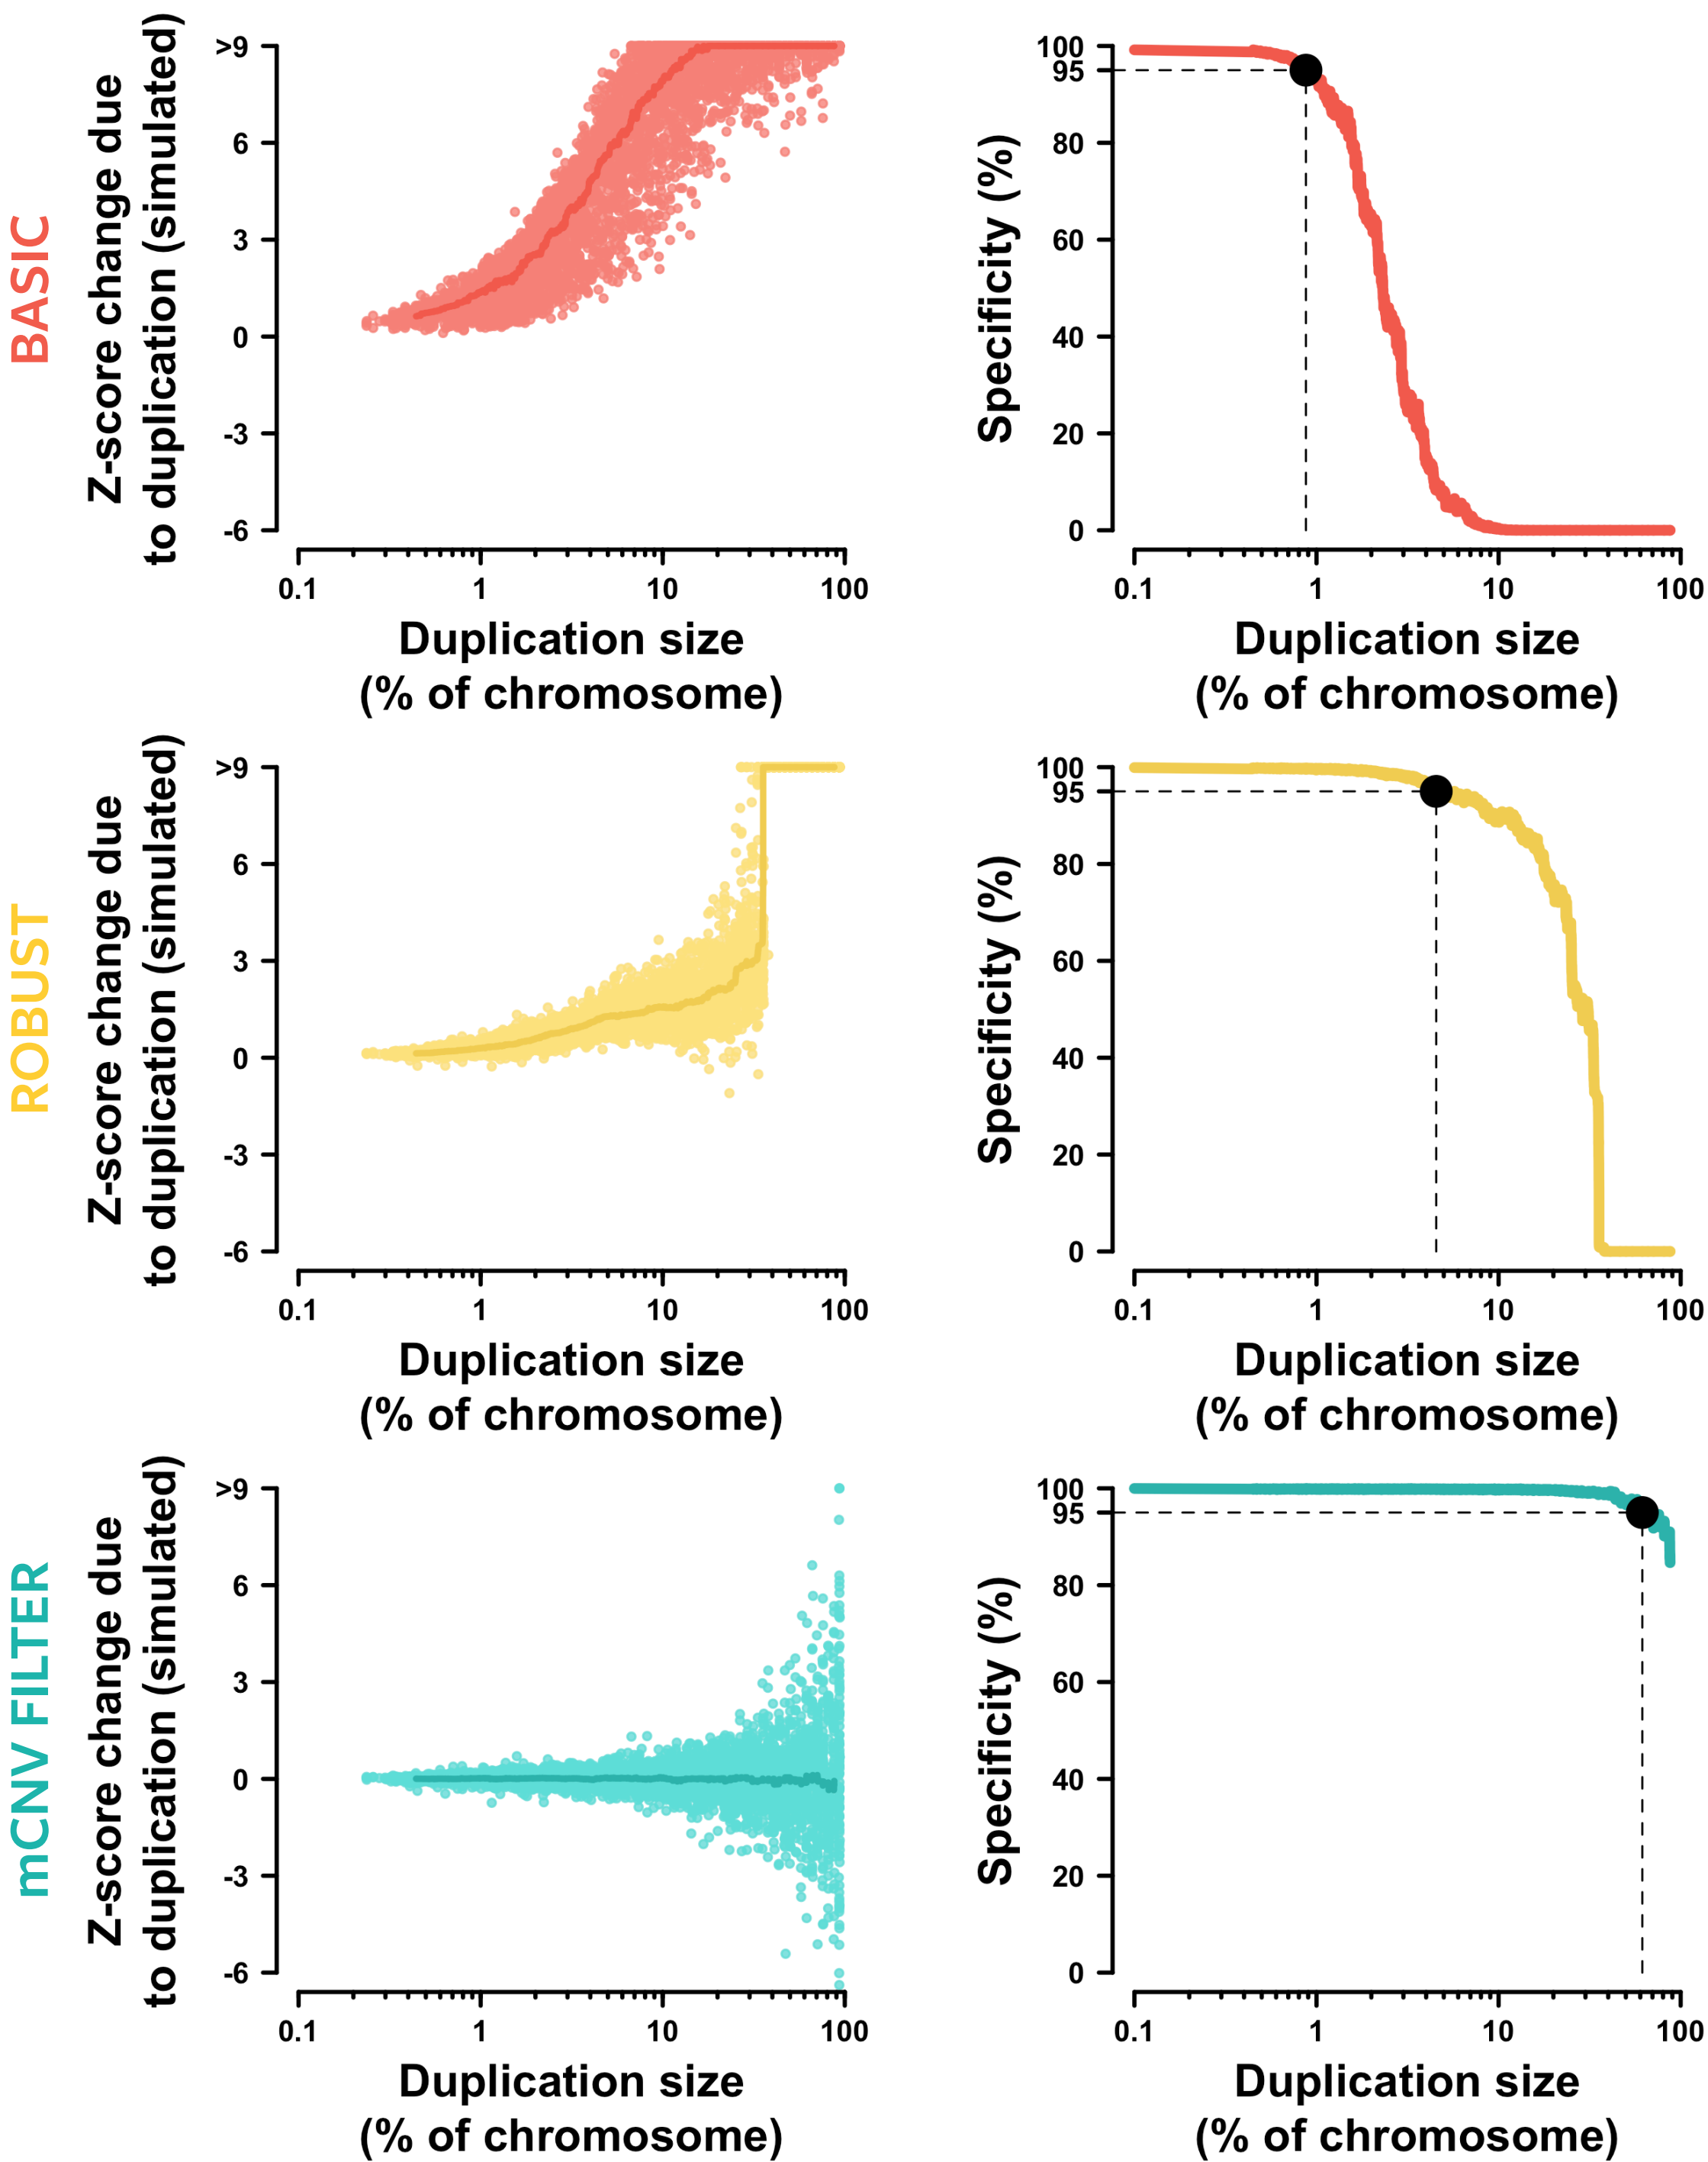 BASIC
Z-score change due
to duplication (simulated)
>9
6
3
0
-3
-6
0.1 1 10 100
Duplication size
(% of chromosome)
Specificity (%)
100
95
80
60
40
20
0
0.1 1 10 100
Duplication size
(% of chromosome)
ROBUST
Z-score change due
to duplication (simulated)
>9
6
3
0
-3
-6
0.1 1 10 100
Duplication size
(% of chromosome)
Specificity (%)
100
95
80
60
40
20
0
0.1 1 10 100
Duplication size
(% of chromosome)
mCNV FILTER
Z-score change due
to duplication (simulated)
>9
6
3
0
-3
-6
0.1 1 10 100
Duplication size
(% of chromosome)
Specificity (%)
100
95
80
60
40
20
0
0.1 1 10 100
Duplication size
(% of chromosome)